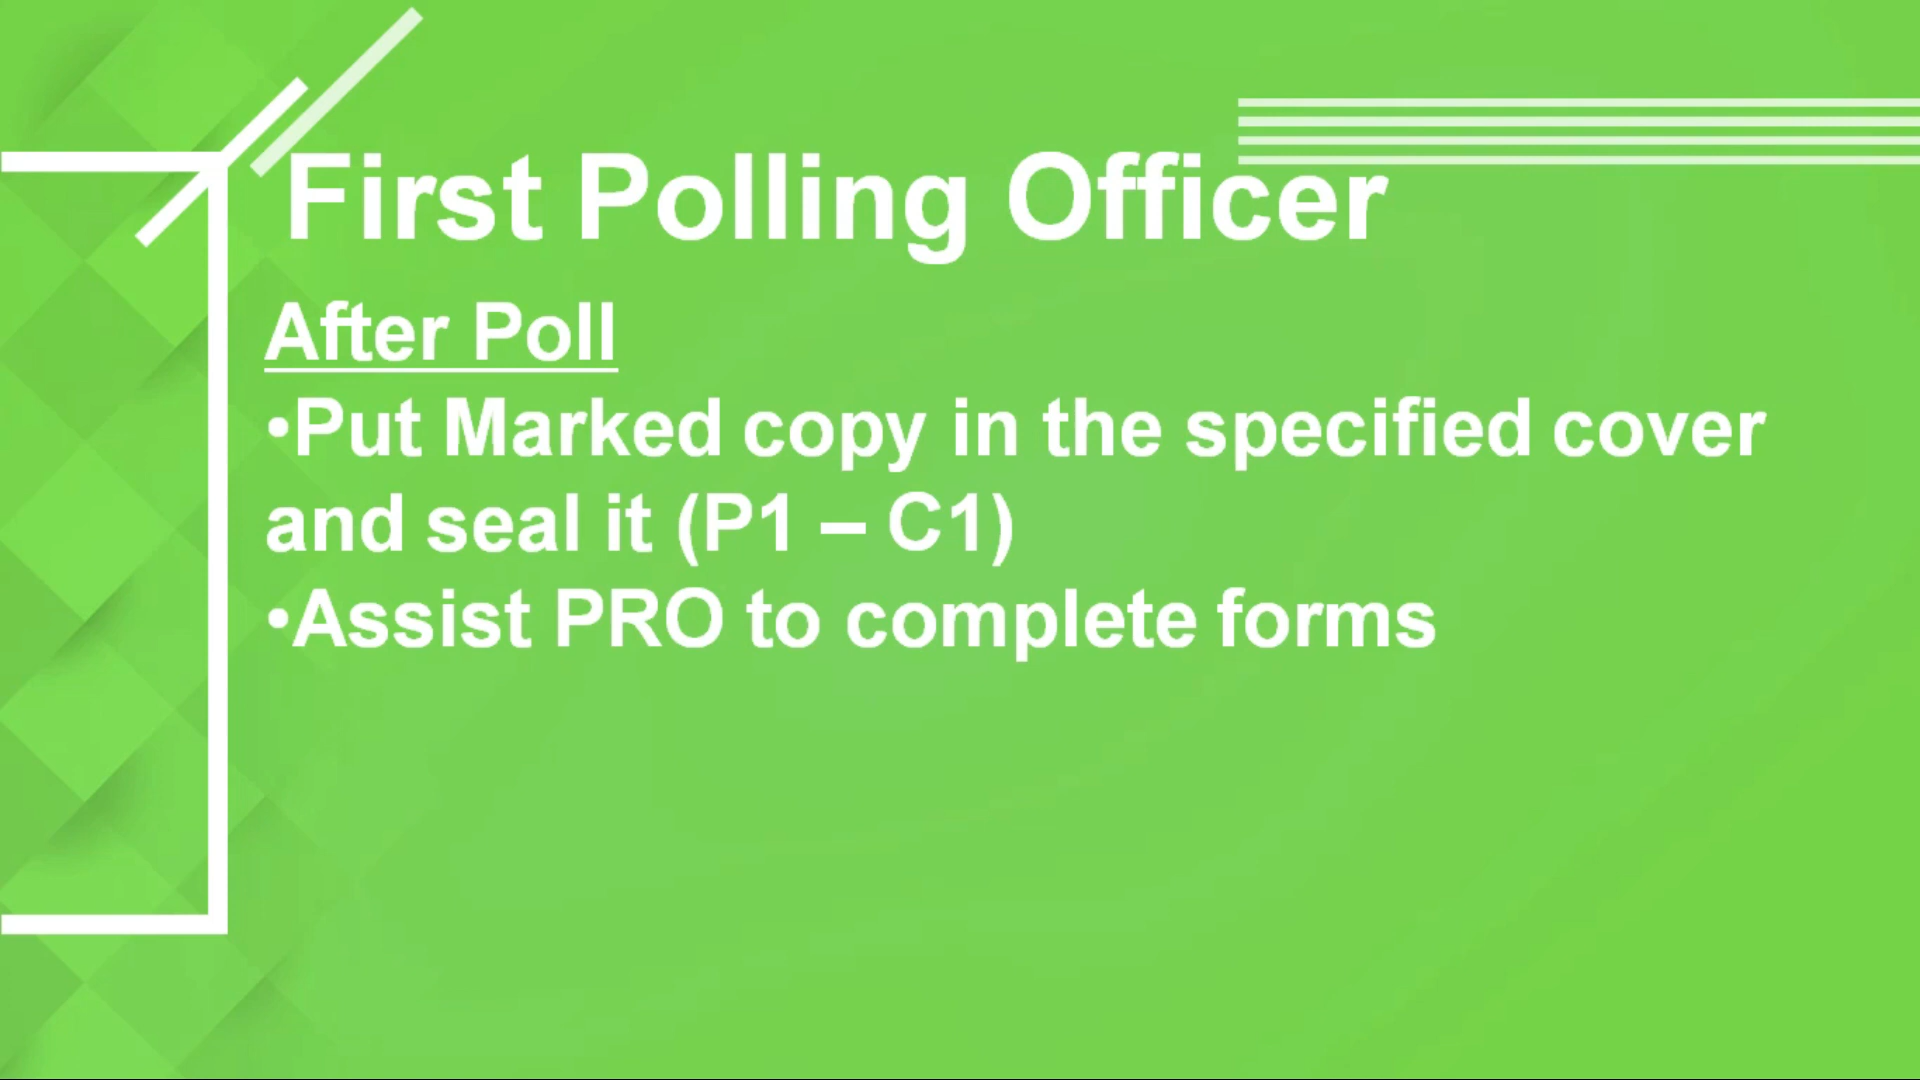 First Polling Officer
After Poll
•Put Marked copy in the specified cover
and seal it (P1 – C1)
•Assist PRO to complete forms